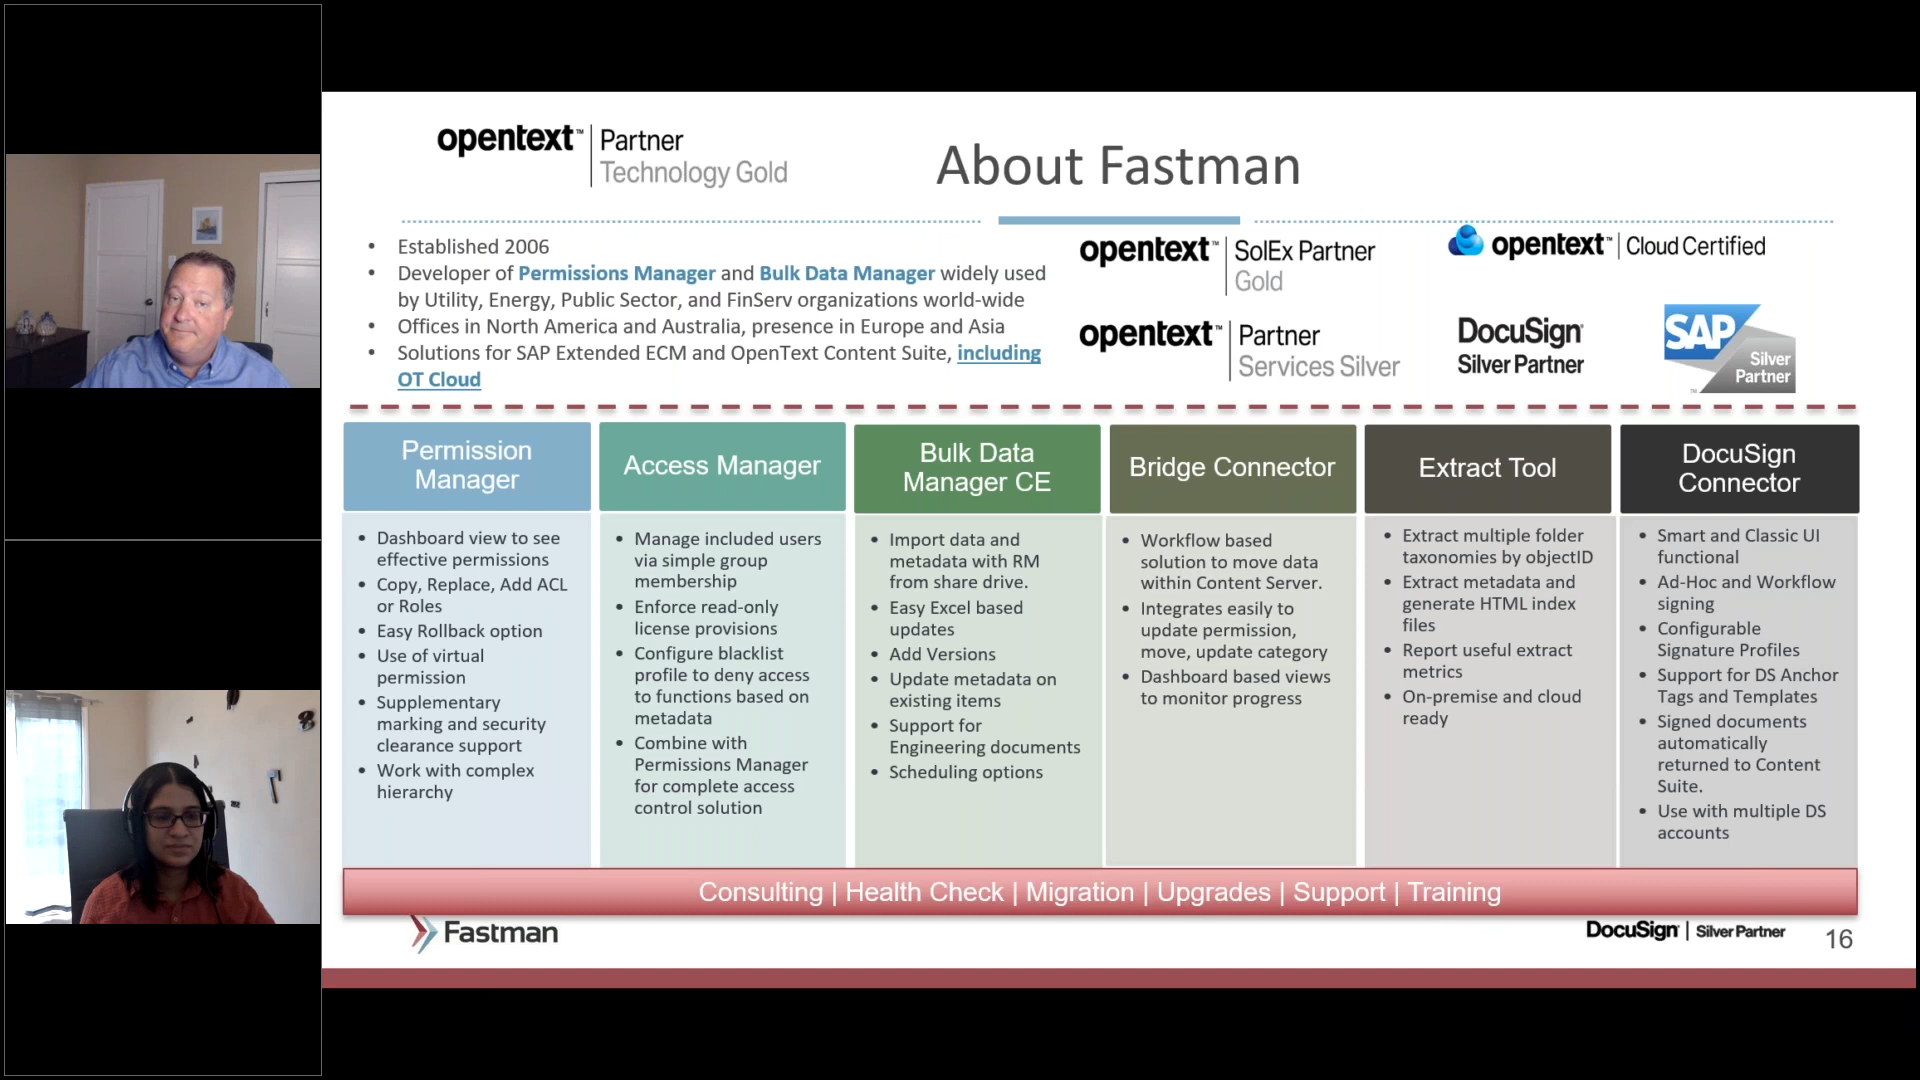 opentext™ | Partner
Technology Gold
About Fastman
• Established 2006
• Developer of Permissions Manager and Bulk Data Manager widely used
by Utility, Energy, Public Sector, and FinServ organizations world-wide
• Offices in North America and Australia, presence in Europe and Asia
• Solutions for SAP Extended ECM and OpenText Content Suite, including
OT Cloud
opentext™ | SolEx Partner
Gold
opentext™ | Cloud Certified
opentext™ | Partner
Services Silver
DocuSign
Silver Partner
SAP
Silver
Partner
Permission
Manager
• Dashboard view to see
effective permissions
• Copy, Replace, Add ACL
or Roles
• Easy Rollback option
• Use of virtual
permission
• Supplementary
marking and security
clearance support
• Work with complex
hierarchy
Access Manager
• Manage included users
via simple group
membership
• Enforce read-only
license provisions
• Configure blacklist
profile to deny access
to functions based on
metadata
• Combine with
Permissions Manager
for complete access
control solution
Bulk Data
Manager CE
• Import data and
metadata with RM
from share drive.
• Easy Excel based
updates
• Add Versions
• Update metadata on
existing items
• Support for
Engineering documents
• Scheduling options
Bridge Connector
• Workflow based
solution to move data
within Content Server.
• Integrates easily to
update permission,
move, update category
• Dashboard based views
to monitor progress
Extract Tool
• Extract multiple folder
taxonomies by objectID
• Extract metadata and
generate HTML index
files
• Report useful extract
metrics
• On-premise and cloud
ready
DocuSign
Connector
• Smart and Classic UI
functional
• Ad-Hoc and Workflow
signing
• Configurable
Signature Profiles
• Support for DS Anchor
Tags and Templates
• Signed documents
automatically
returned to Content
Suite.
• Use with multiple DS
accounts
Consulting | Health Check | Migration | Upgrades | Support | Training
Fastman
DocuSign | Silver Partner
16